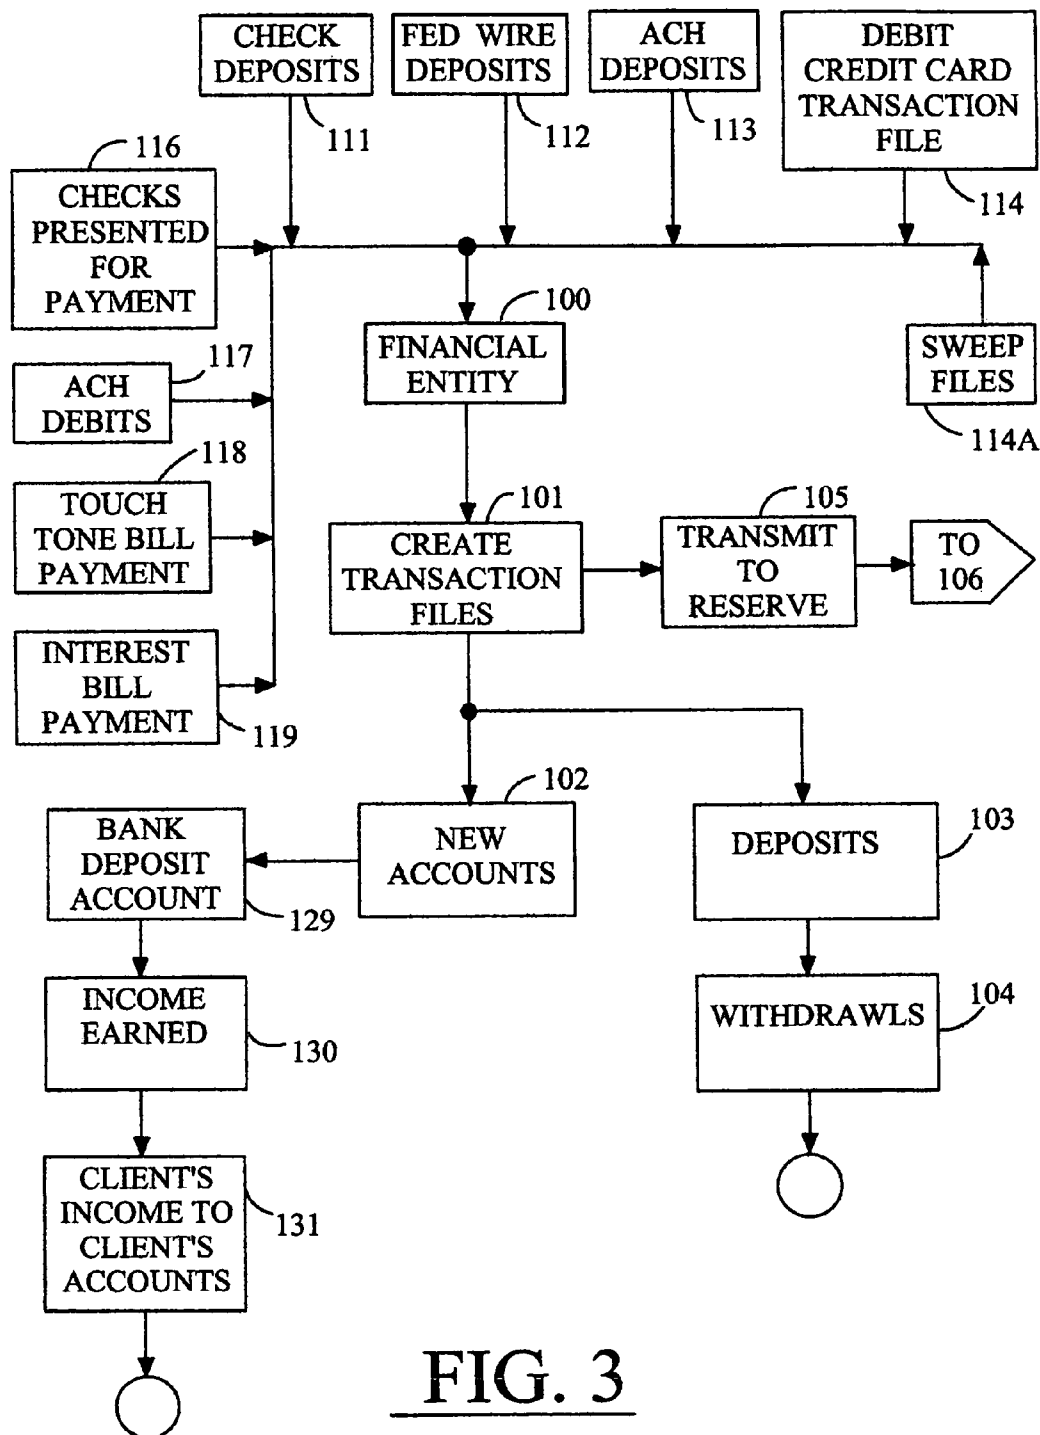 CHECK
DEPOSITS
111
FED WIRE
DEPOSITS
112
ACH
DEPOSITS
113
DEBIT
CREDIT CARD
TRANSACTION
FILE
114
116
CHECKS
PRESENTED
FOR
PAYMENT
100
FINANCIAL
ENTITY
SWEEP
FILES
114A
117
ACH
DEBITS
118
TOUCH
TONE BILL
PAYMENT
101
CREATE
TRANSACTION
FILES
105
TRANSMIT
TO
RESERVE
TO
106
INTEREST
BILL
PAYMENT
119
102
NEW
ACCOUNTS
103
DEPOSITS
BANK
DEPOSIT
ACCOUNT
129
104
WITHDRAWLS
INCOME
EARNED
130
CLIENT'S
INCOME TO
CLIENT'S
ACCOUNTS
131
FIG. 3